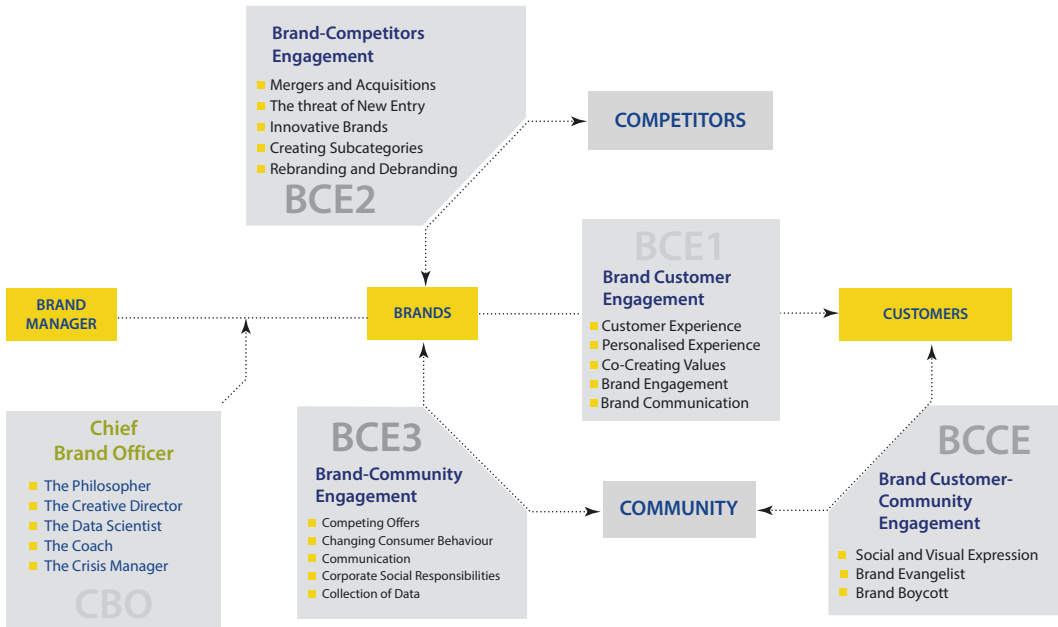 Brand-Competitors
Engagement
Mergers and Acquisitions
The threat of New Entry
Innovative Brands
Creating Subcategories
Rebranding and Debranding
BCE2
COMPETITORS
BCE1
Brand Customer
Engagement
Customer Experience
Personalised Experience
Co-Creating Values
Brand Engagement
Brand Communication
BRAND
MANAGER
BRANDS
CUSTOMERS
Chief
Brand Officer
The Philosopher
The Creative Director
The Data Scientist
The Coach
The Crisis Manager
CBO
BCE3
Brand-Community
Engagement
Competing Offers
Changing Consumer Behaviour
Communication
Corporate Social Responsibilities
Collection of Data
COMMUNITY
BCCE
Brand Customer-
Community
Engagement
Social and Visual Expression
Brand Evangelist
Brand Boycott